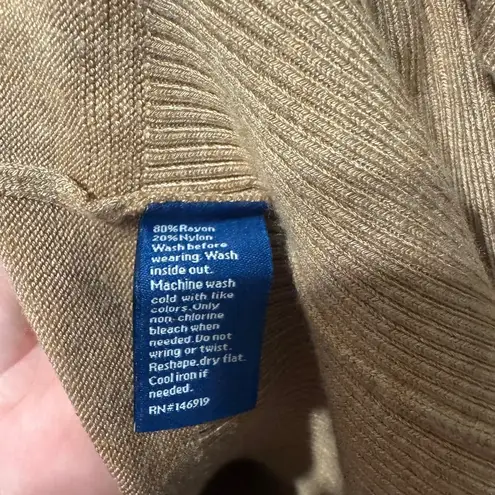 80%Rayon
20%Nylon
Wash before
wearing. Wash
inside out.
Machine wash
cold with like
colors.Only
non-chlorine
bleach when
needed.Do not
wring or twist.
Reshape,dry flat.
Cool iron if
needed.
RN#146919